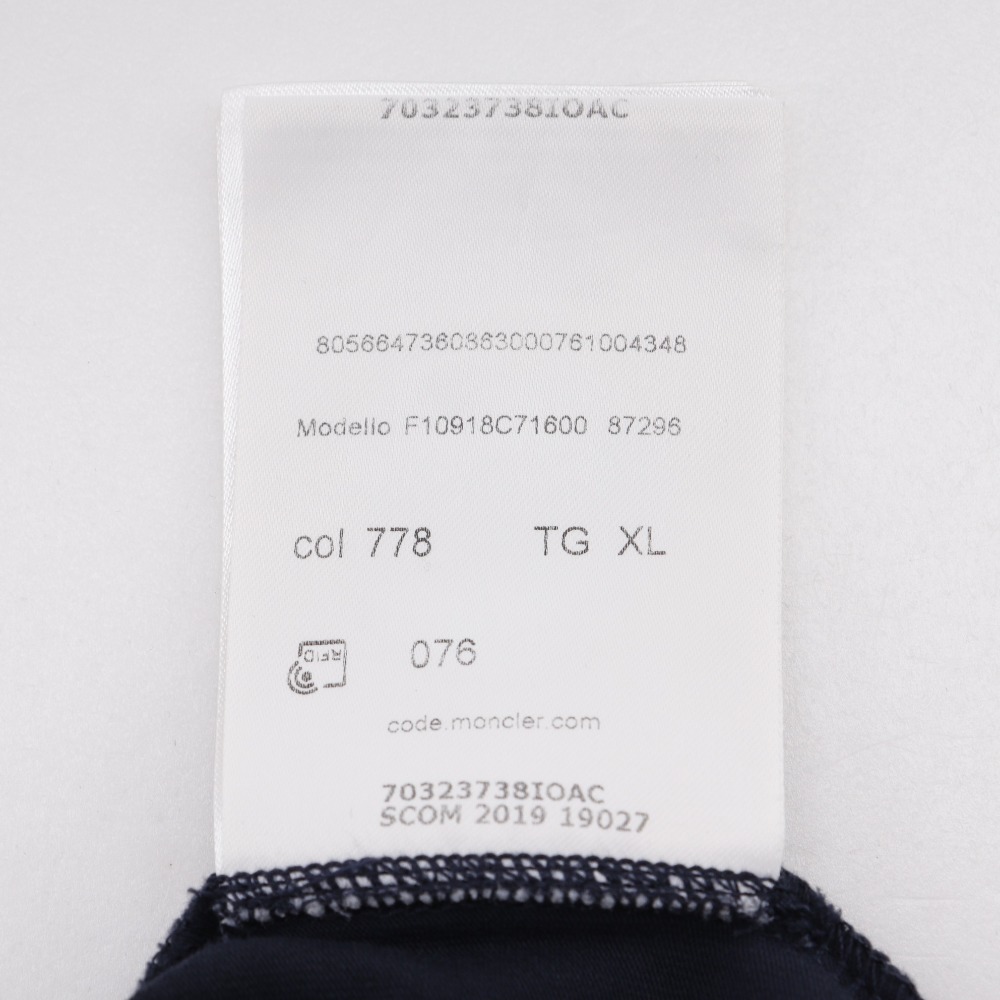 70323738IOAC
8056647360863000761004348
Modello F10918C71600 87296
col 778 TG XL
RFID 076
code.moncler.com
70323738IOAC
SCOM 2019 19027